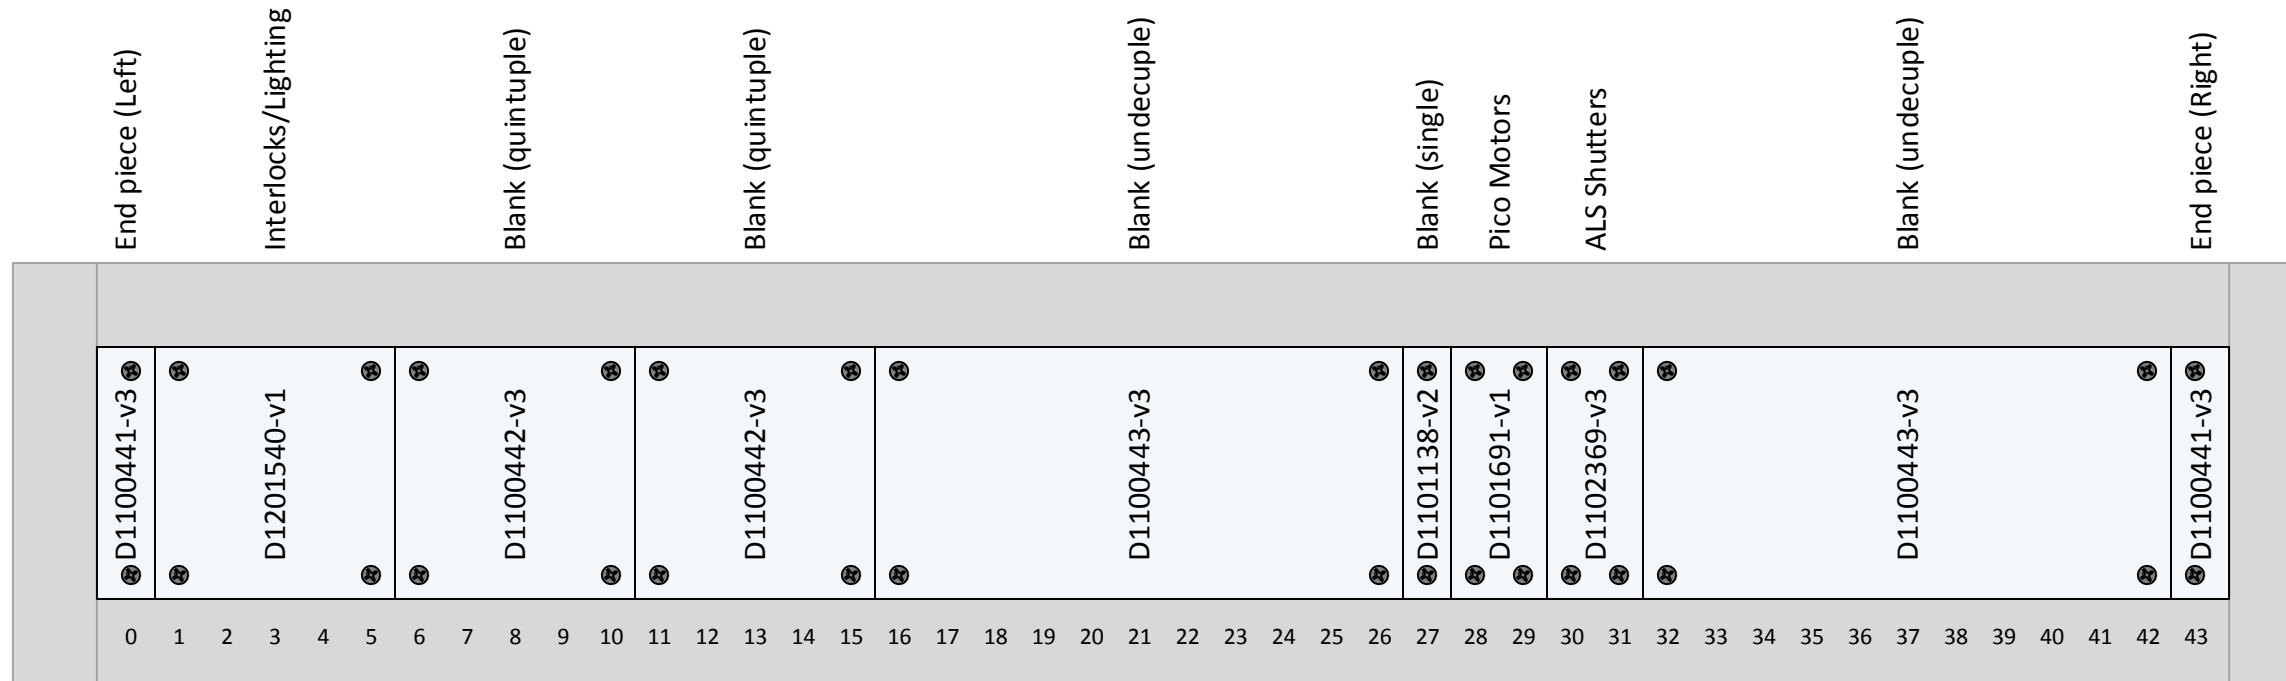 End piece (Left)
Interlocks/Lighting
Blank (quintuple)
Blank (quintuple)
Blank (undecuple)
Blank (single)
Pico Motors
ALS Shutters
Blank (undecuple)
End piece (Right)
D1100441-v3
D1201540-v1
D1100442-v3
D1100442-v3
D1100443-v3
D1101138-v2
D1101691-v1
D1102369-v3
D1100443-v3
D1100441-v3
0 1 2 3 4 5 6 7 8 9 10 11 12 13 14 15 16 17 18 19 20 21 22 23 24 25 26 27 28 29 30 31 32 33 34 35 36 37 38 39 40 41 42 43